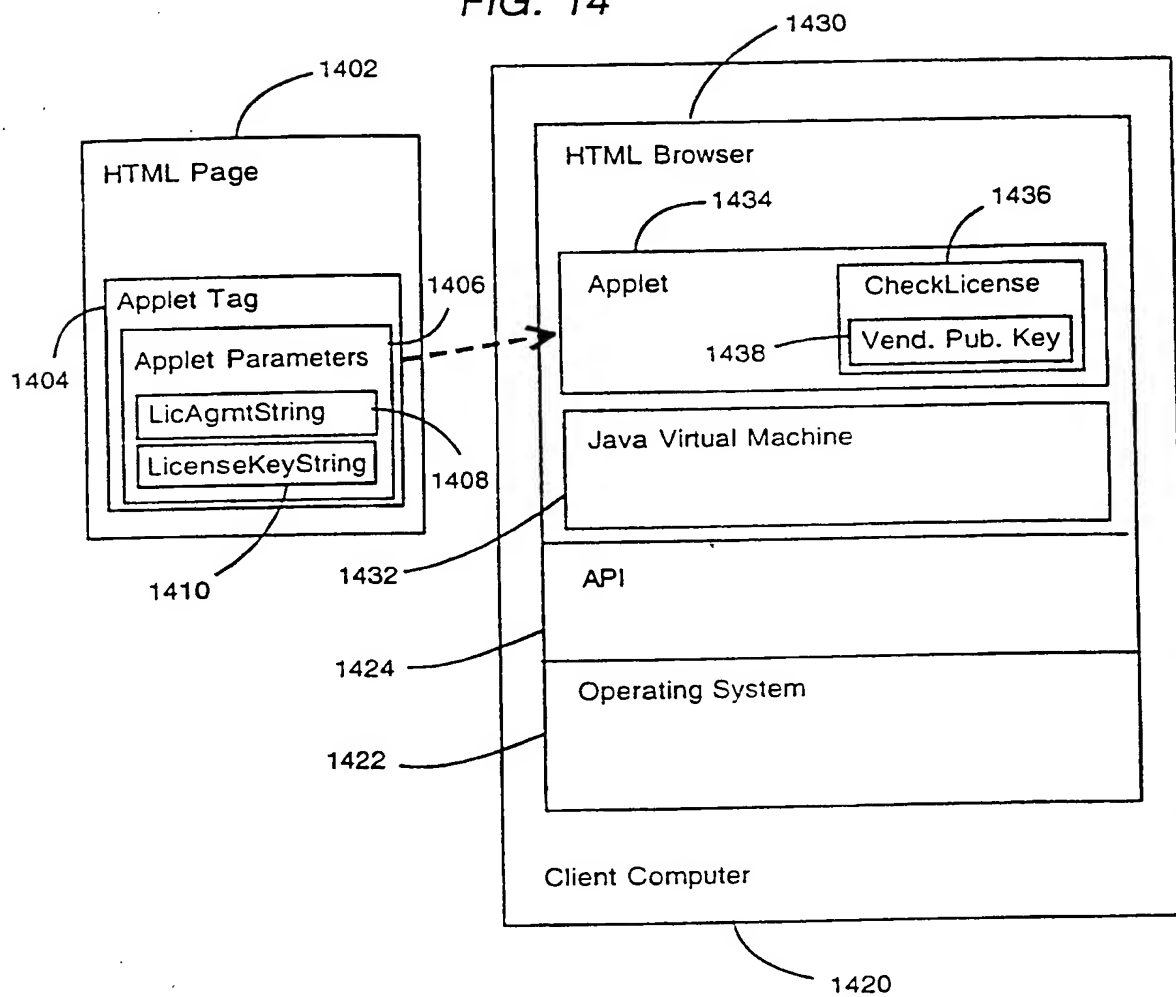 FIG. 14
1430
1402
HTML Page
HTML Browser
1434
1436
1406
Applet Tag
Applet
CheckLicense
Applet Parameters
1438
Vend. Pub. Key
1404
LicAgmtString
Java Virtual Machine
LicenseKeyString
1408
1410
1432
API
1424
Operating System
1422
Client Computer
1420